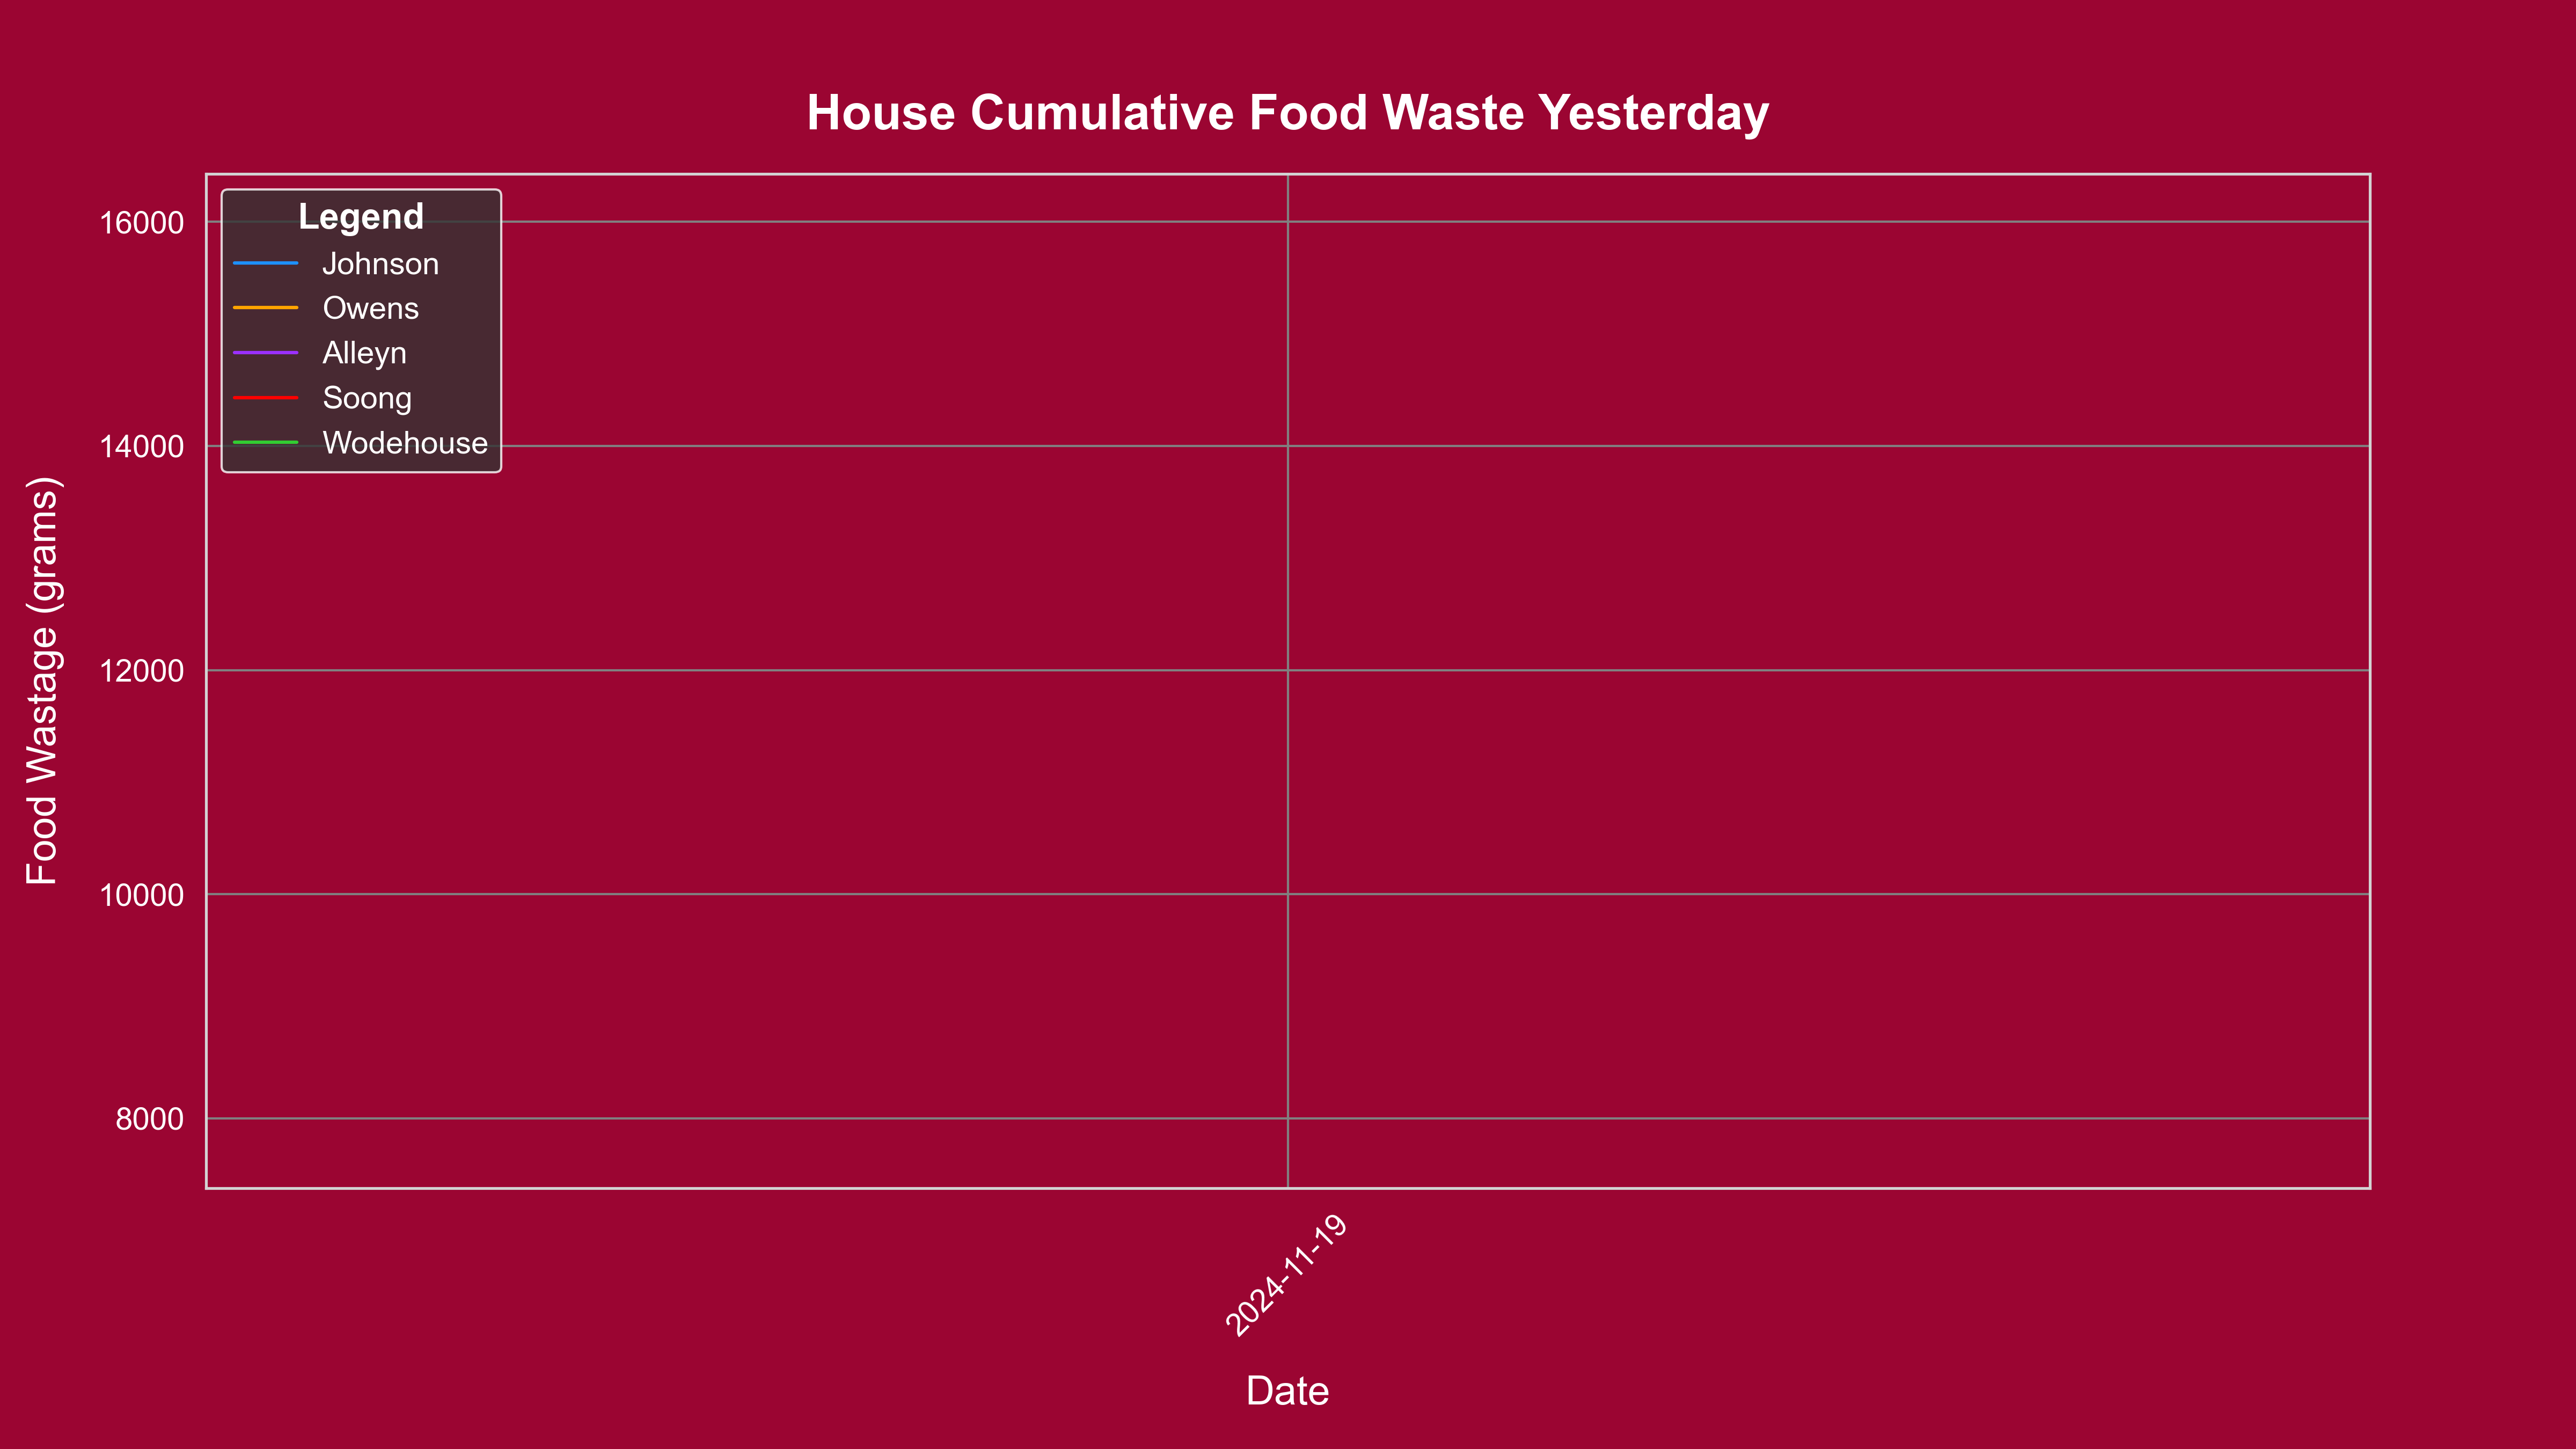 House Cumulative Food Waste Yesterday
Legend
Johnson
Owens
Alleyn
Soong
Wodehouse
16000
14000
12000
10000
8000
Food Wastage (grams)
2024-11-19
Date